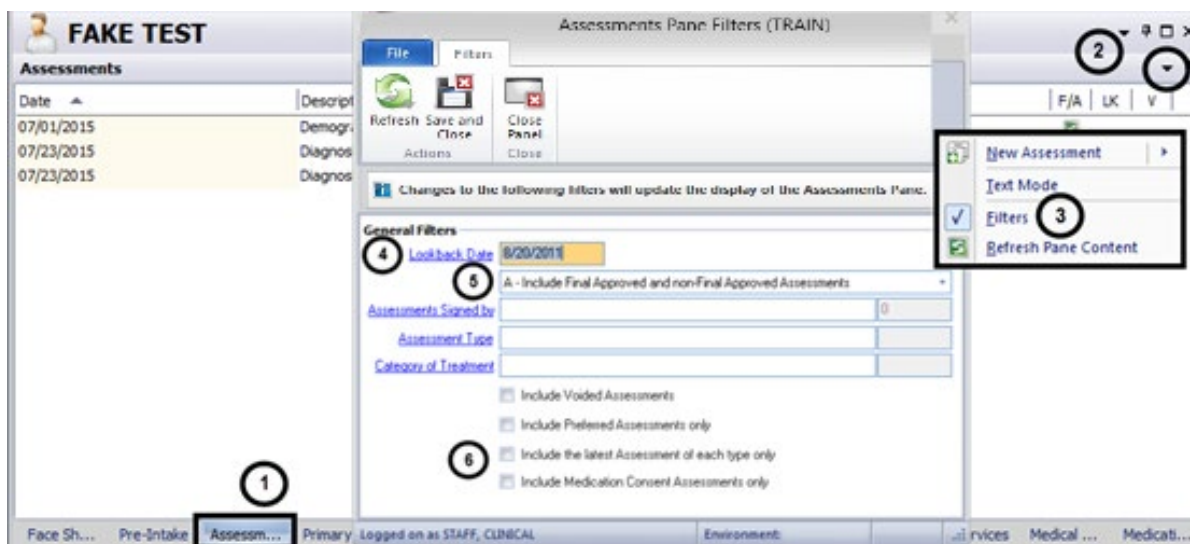 FAKE TEST
Assessments
Date
Descript
F/A LK V
07/01/2015 Demogr
07/23/2015 Diagnos
07/23/2015 Diagnos
Assessments Pane Filters (TRAIN)
File Filters
Refresh Save and Close Close Panel
Actions Close
Changes to the following filters will update the display of the Assessments Pane.
General Filters
4 Lookback Date 8/20/2011
5 A - Include Final Approved and non-Final Approved Assessments
Assessments Signed by 0
Assessment Type
Category of Treatment
Include Voided Assessments
Include Preferred Assessments only
6 Include the latest Assessment of each type only
Include Medication Consent Assessments only
2
New Assessment
Text Mode
Filters 3
Refresh Pane Content
1
Face Sh... Pre-Intake Assessm... Primary
Logged on as STAFF, CLINICAL Environment:
rvices Medical ... Medicati...